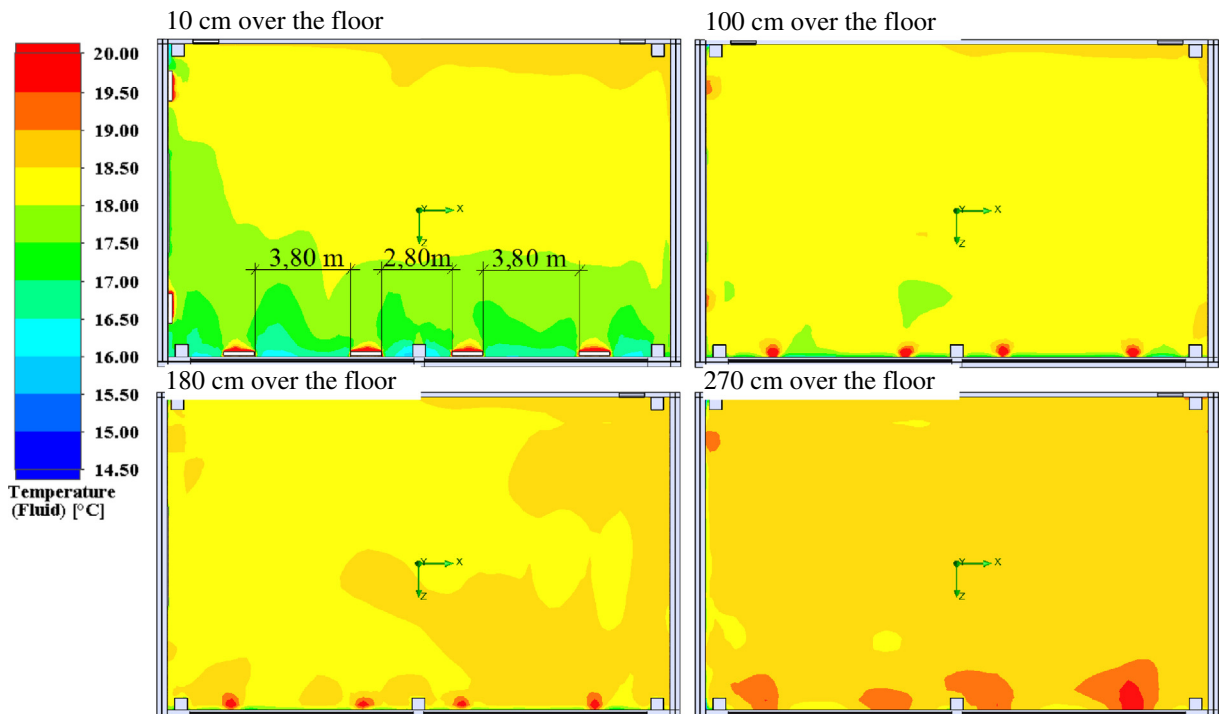 10 cm over the floor
100 cm over the floor
20.00
19.50
19.00
18.50
18.00
17.50
17.00
16.50
16.00
15.50
15.00
14.50
Temperature
(Fluid) [°C]
Y X
Z
3,80 m 2,80m 3,80 m
Y X
Z
180 cm over the floor
270 cm over the floor
Y X
Z
Y X
Z